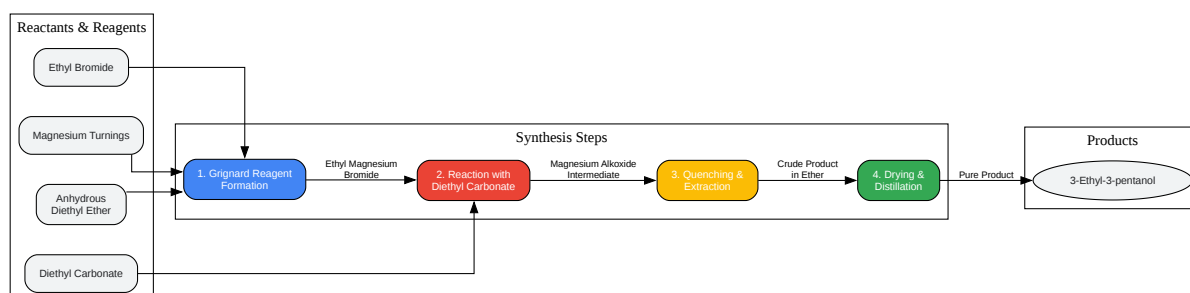 Reactants & Reagents
Ethyl Bromide
Magnesium Turnings
Anhydrous
Diethyl Ether
Diethyl Carbonate
Synthesis Steps
1. Grignard Reagent
Formation
Ethyl Magnesium
Bromide
2. Reaction with
Diethyl Carbonate
Magnesium Alkoxide
Intermediate
3. Quenching &
Extraction
Crude Product
in Ether
4. Drying &
Distillation
Pure Product
Products
3-Ethyl-3-pentanol